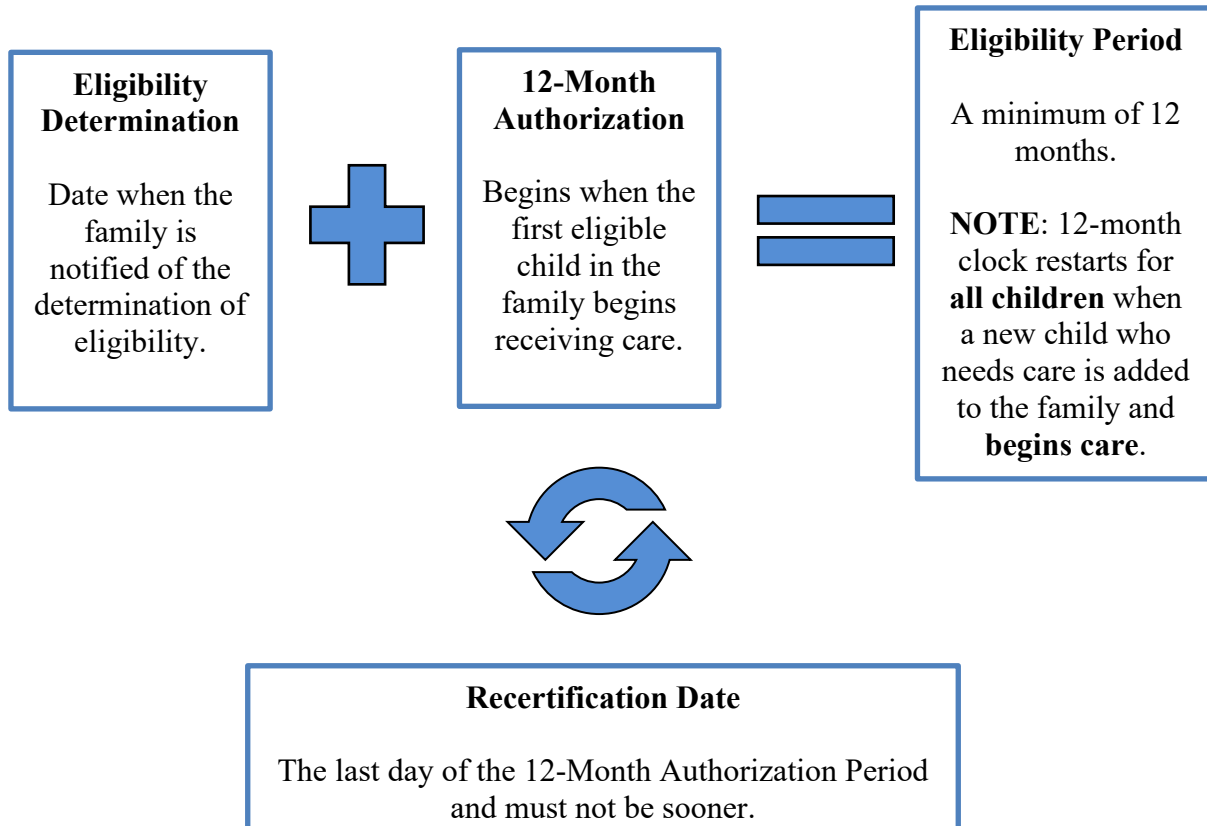 Eligibility
Determination
Date when the
family is
notified of the
determination of
eligibility.
12-Month
Authorization
Begins when the
first eligible
child in the
family begins
receiving care.
Eligibility Period
A minimum of 12
months.
NOTE: 12-month
clock restarts for
all children when
a new child who
needs care is added
to the family and
begins care.
Recertification Date
The last day of the 12-Month Authorization Period
and must not be sooner.